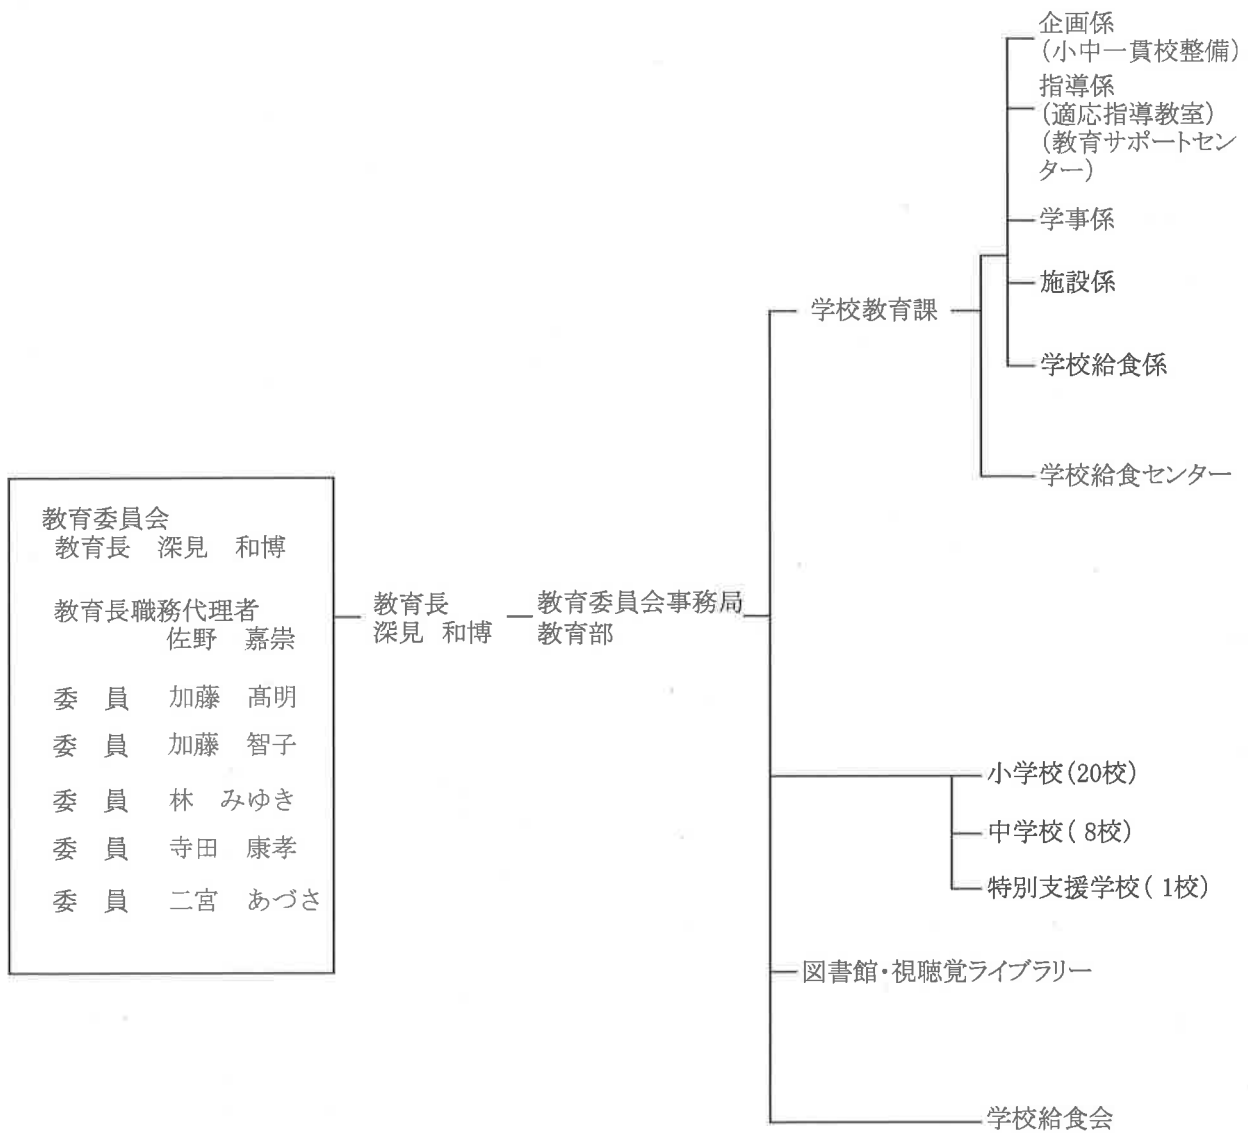 企画係
(小中一貫校整備)
指導係
(適応指導教室)
(教育サポートセン
ター)
学事係
施設係
学校教育課
学校給食係
学校給食センター
教育委員会
教育長　深見　和博
教育長職務代理者
佐野　嘉崇
委　員　加藤　髙明
委　員　加藤　智子
委　員　林　みゆき
委　員　寺田　康孝
委　員　二宮　あづさ
教育長
深見　和博
教育委員会事務局
教育部
小学校(20校)
中学校( 8校)
特別支援学校( 1校)
図書館・視聴覚ライブラリー
学校給食会